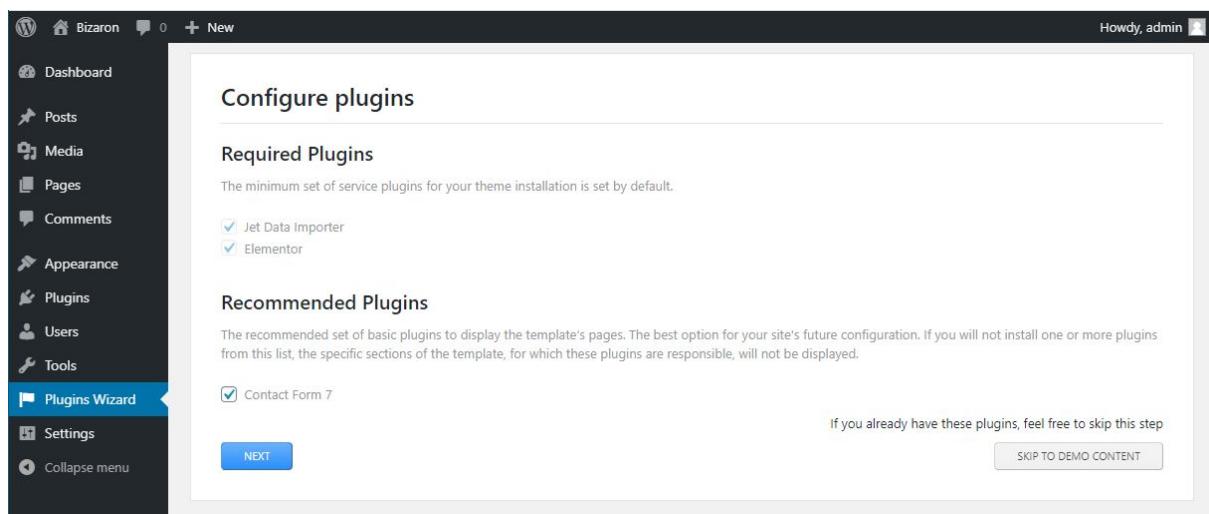 Bizaron 0 New Howdy, admin
Dashboard
Posts
Media
Pages
Comments
Appearance
Plugins
Users
Tools
Plugins Wizard
Settings
Collapse menu
Configure plugins
Required Plugins
The minimum set of service plugins for your theme installation is set by default.
Jet Data Importer
Elementor
Recommended Plugins
The recommended set of basic plugins to display the template's pages. The best option for your site's future configuration. If you will not install one or more plugins
from this list, the specific sections of the template, for which these plugins are responsible, will not be displayed.
Contact Form 7
If you already have these plugins, feel free to skip this step
NEXT
SKIP TO DEMO CONTENT